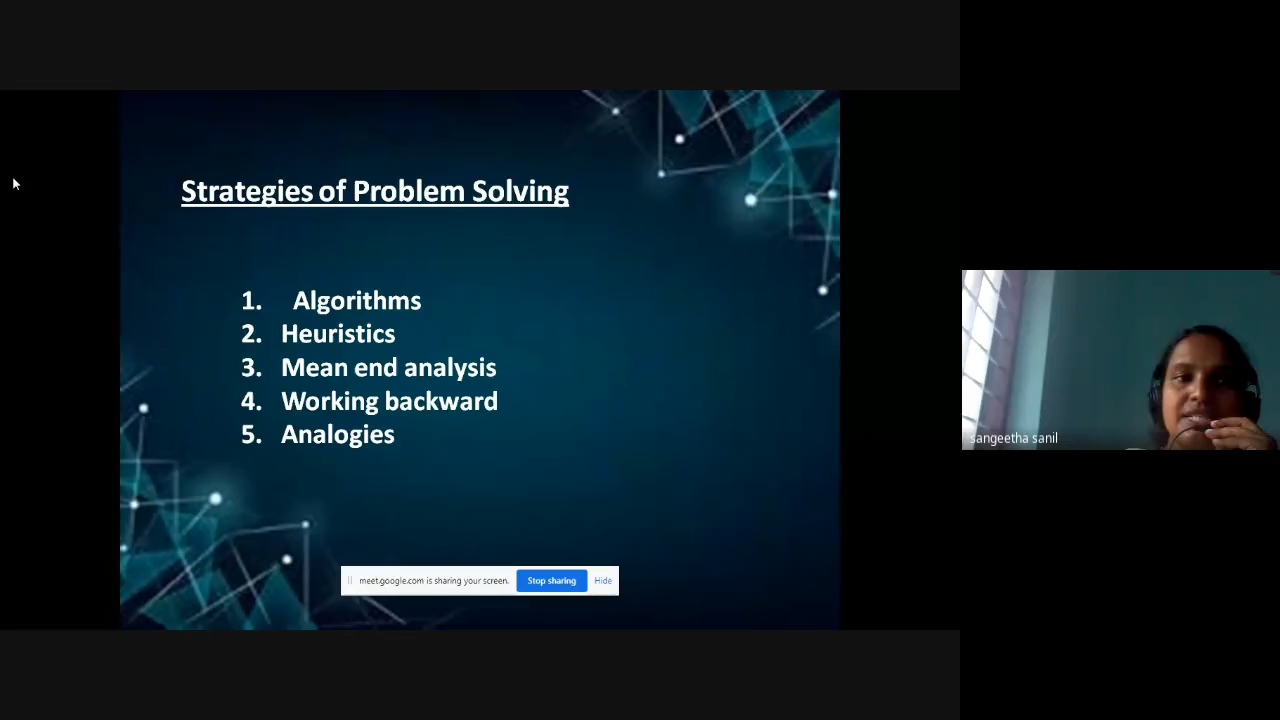 Strategies of Problem Solving
1. Algorithms
2. Heuristics
3. Mean end analysis
4. Working backward
5. Analogies
sangeetha sanil
meet.google.com is sharing your screen. Stop sharing Hide